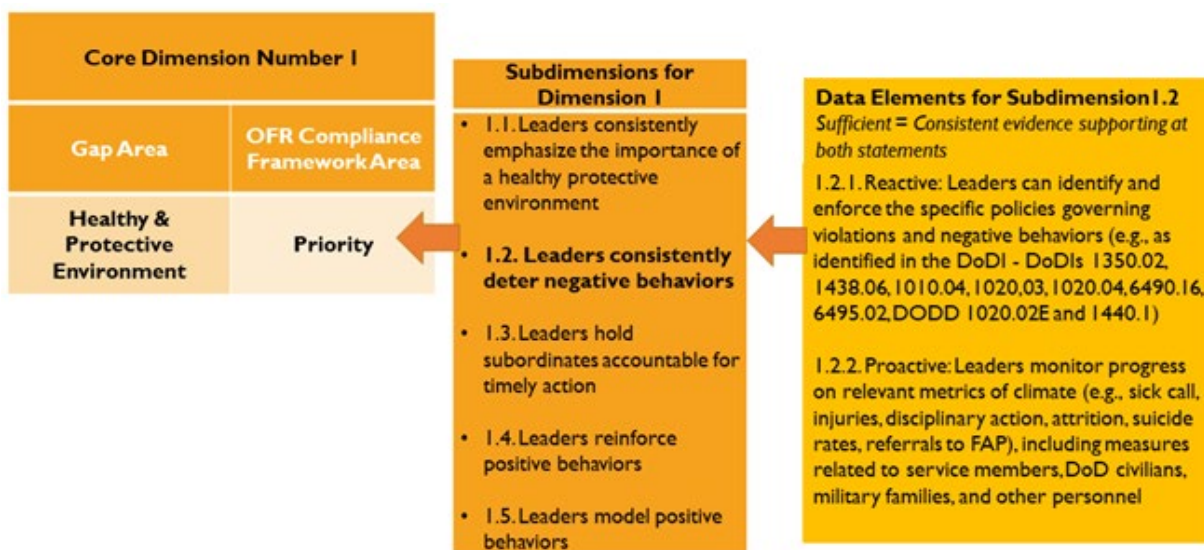 Core Dimension Number 1
Gap Area
OFR Compliance
Framework Area
Healthy &
Protective
Environment
Priority
Subdimensions for
Dimension 1
• 1.1. Leaders consistently
emphasize the importance of
a healthy protective
environment
• 1.2. Leaders consistently
deter negative behaviors
• 1.3. Leaders hold
subordinates accountable for
timely action
• 1.4. Leaders reinforce
positive behaviors
• 1.5. Leaders model positive
behaviors
Data Elements for Subdimension1.2
Sufficient = Consistent evidence supporting at
both statements
1.2.1. Reactive: Leaders can identify and
enforce the specific policies governing
violations and negative behaviors (e.g., as
identified in the DoDI - DoDIs 1350.02,
1438.06,1010.04,1020,03,1020.04,6490.16,
6495.02, DODD 1020.02E and 1440.1)
1.2.2. Proactive: Leaders monitor progress
on relevant metrics of climate (e.g., sick call,
injuries, disciplinary action, attrition, suicide
rates, referrals to FAP), including measures
related to service members, DoD civilians,
military families, and other personnel